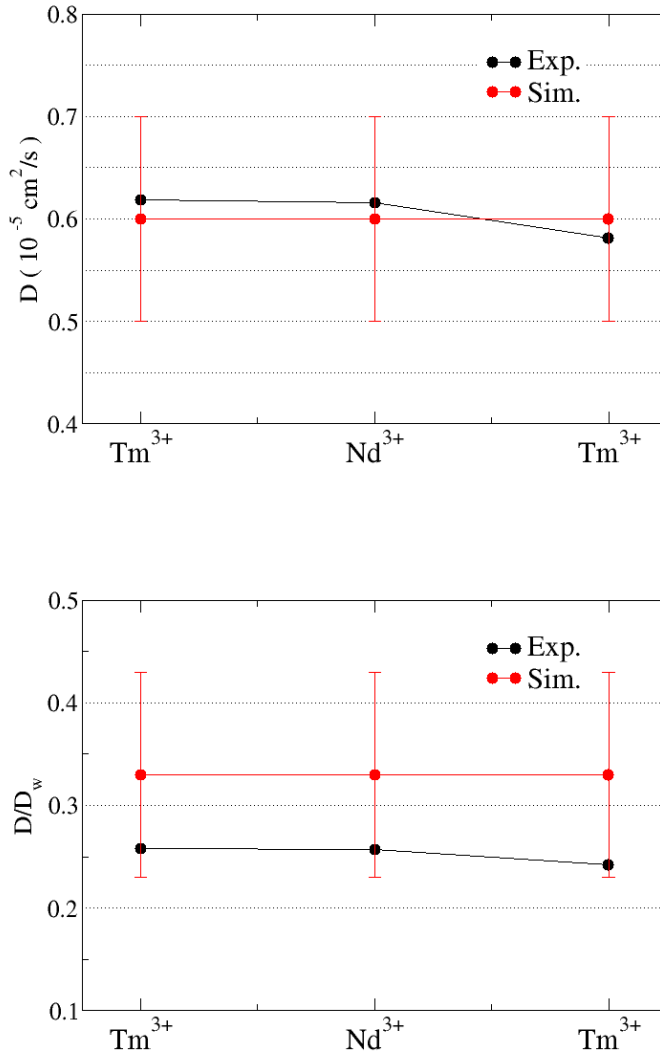 0.8
Exp.
Sim.
0.7
0.6
0.5
0.4
D ( 10⁻⁵ cm²/s )
Tm³⁺ Nd³⁺ Tm³⁺
0.5
Exp.
Sim.
0.4
0.3
0.2
0.1
D/D_w
Tm³⁺ Nd³⁺ Tm³⁺